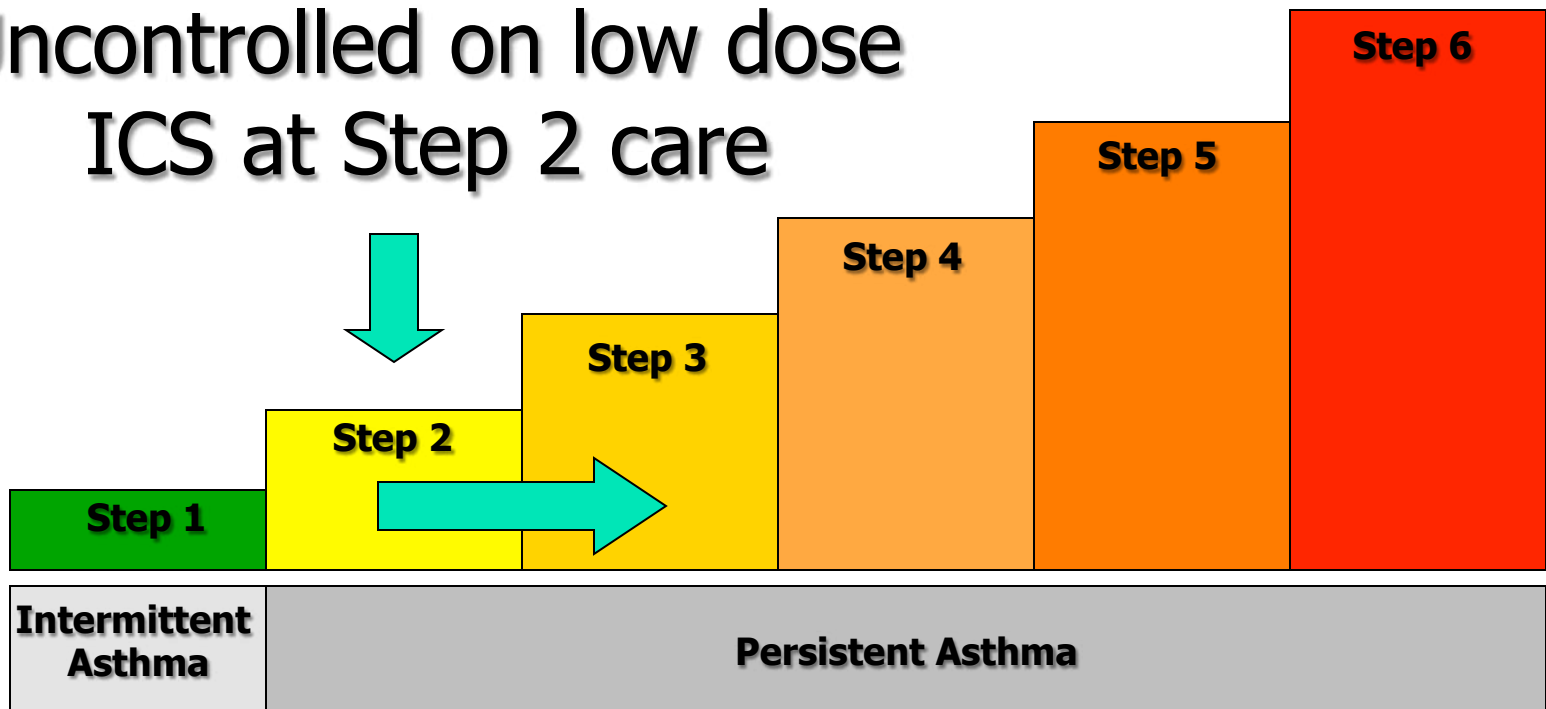 ncontrolled on low dose
ICS at Step 2 care
Step 6
Step 5
Step 4
Step 3
Step 2
Step 1
Intermittent
Asthma
Persistent Asthma